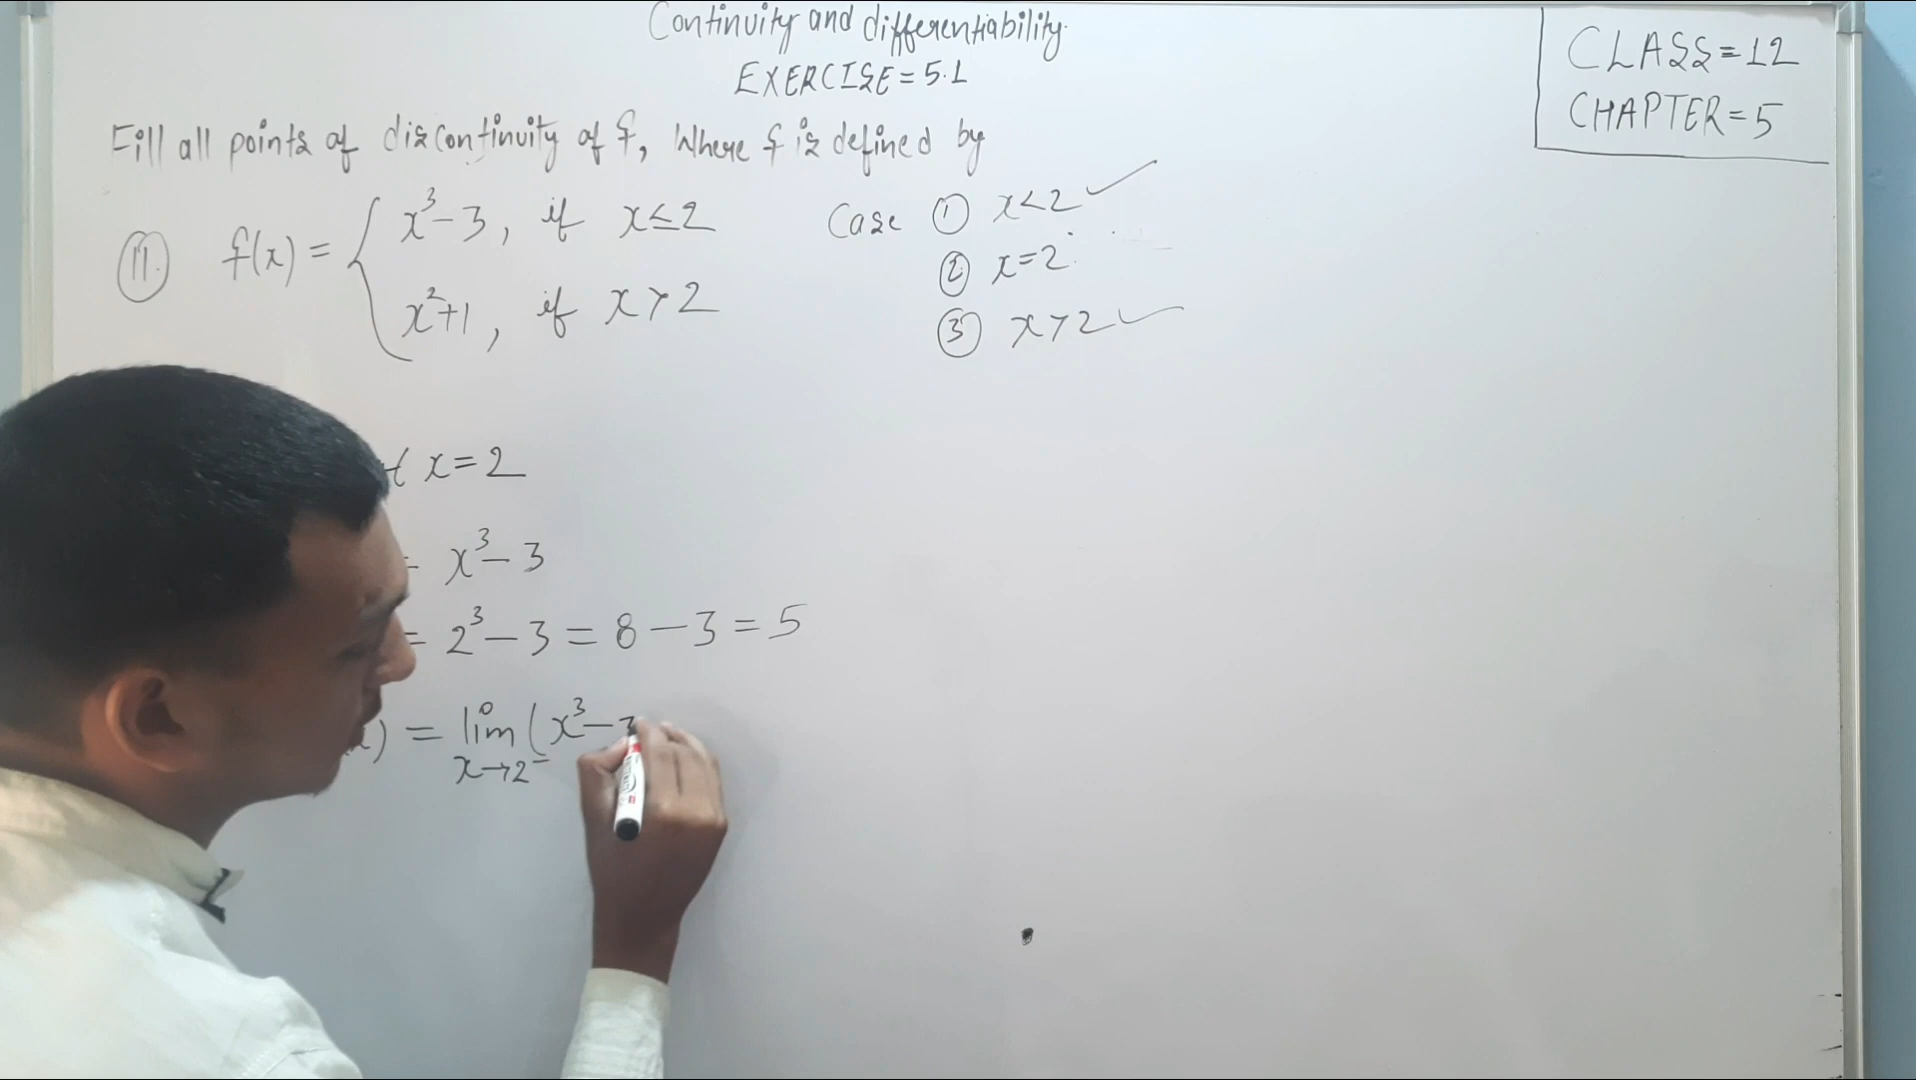 Continuity and differentiability.
EXERCISE = 5.1
CLASS = 12
CHAPTER = 5
Fill all points of discontinuity of f, Where f is defined by
11. f(x) = { x³-3, if x≤2
x²+1, if x>2
Case ① x<2 ✓
② x=2
③ x>2 ✓
x=2
= x³-3
= 2³-3 = 8-3 = 5
) = lim (x³-3
x→2⁻